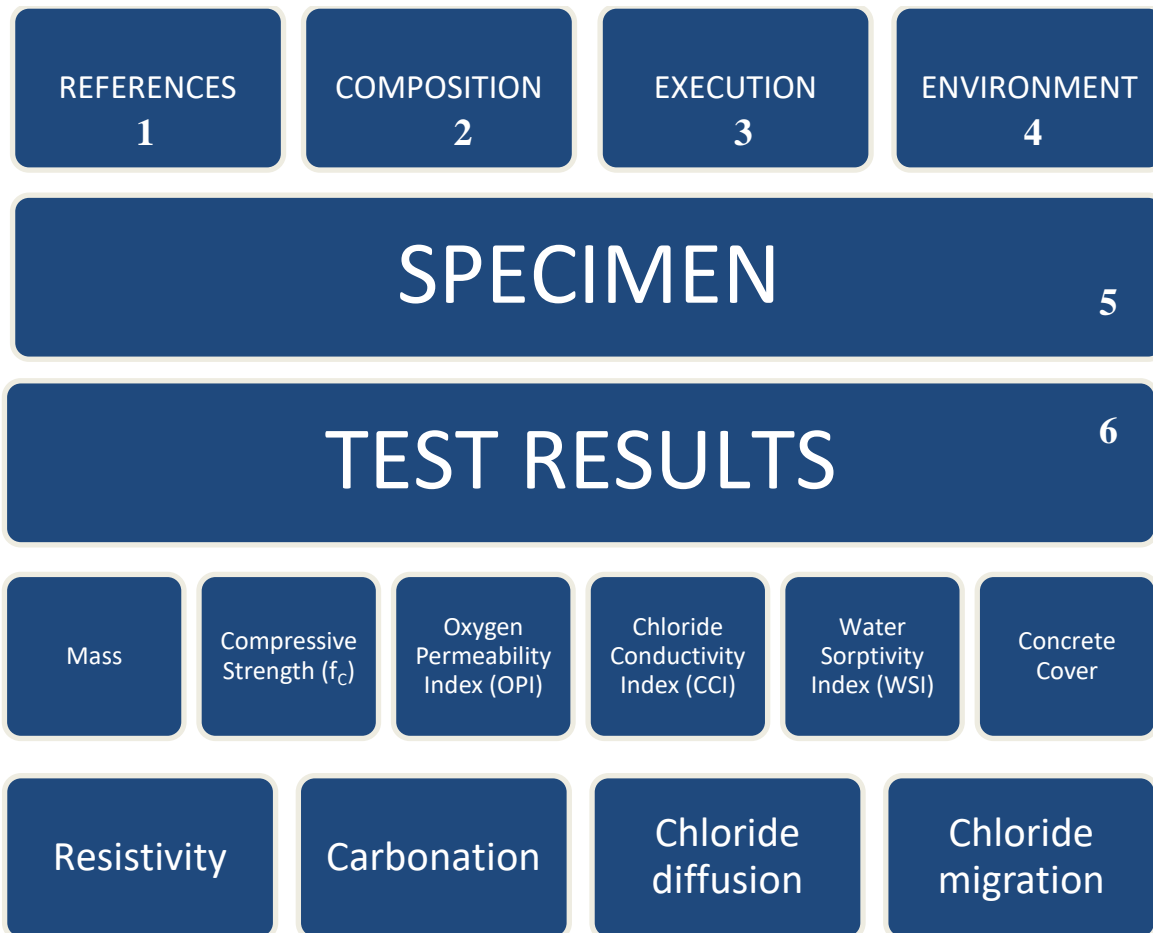 REFERENCES
1
COMPOSITION
2
EXECUTION
3
ENVIRONMENT
4
SPECIMEN
5
TEST RESULTS
6
Mass
Compressive
Strength (fC)
Oxygen
Permeability
Index (OPI)
Chloride
Conductivity
Index (CCI)
Water
Sorptivity
Index (WSI)
Concrete
Cover
Resistivity
Carbonation
Chloride
diffusion
Chloride
migration